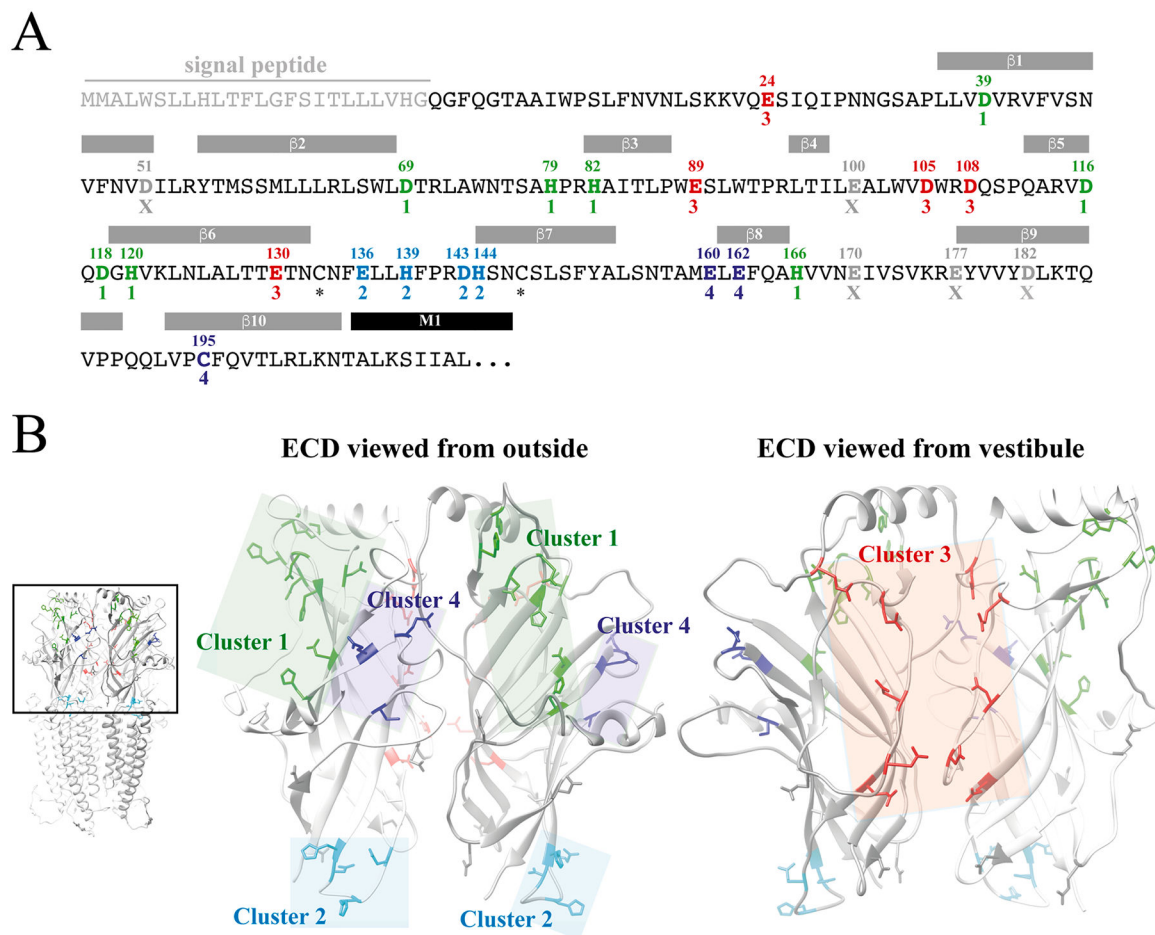 A
signal peptide
β1
24 39
MMALWSLLHLTFLGFSITLLLVHGQGFQGTAAIWPSLFNVNLSKKVQESIQIPNNGSAPLLVDVRVFVSN
3 1
β2 β3 β4 β5
51 69 79 82 89 100 105 108 116
VFNVDILRYTMSSMLLLRLSWLDTRLAWNTSAHPRHAITLPWESLWTPRLTILEALWVDWRDQSPQARVD
X 1 1 1 3 X 3 3 1
β6 β7 β8 β9
118 120 130 136 139 143 144 160 162 166 170 177 182
QDGHVKLNLALTTETNCNFELLHFPRDHSNCSLSFYALSNTAMELEFQAHVVNEIVSVKREYVVYDLKTQ
1 1 3 * 2 2 2 2 * 4 4 1 X X X
β10 M1
195
VPPQQLVPCFQVTLRLKNTALKSIIAL...
4
B
ECD viewed from outside
ECD viewed from vestibule
Cluster 1
Cluster 3
Cluster 4
Cluster 4
Cluster 1
Cluster 2
Cluster 2